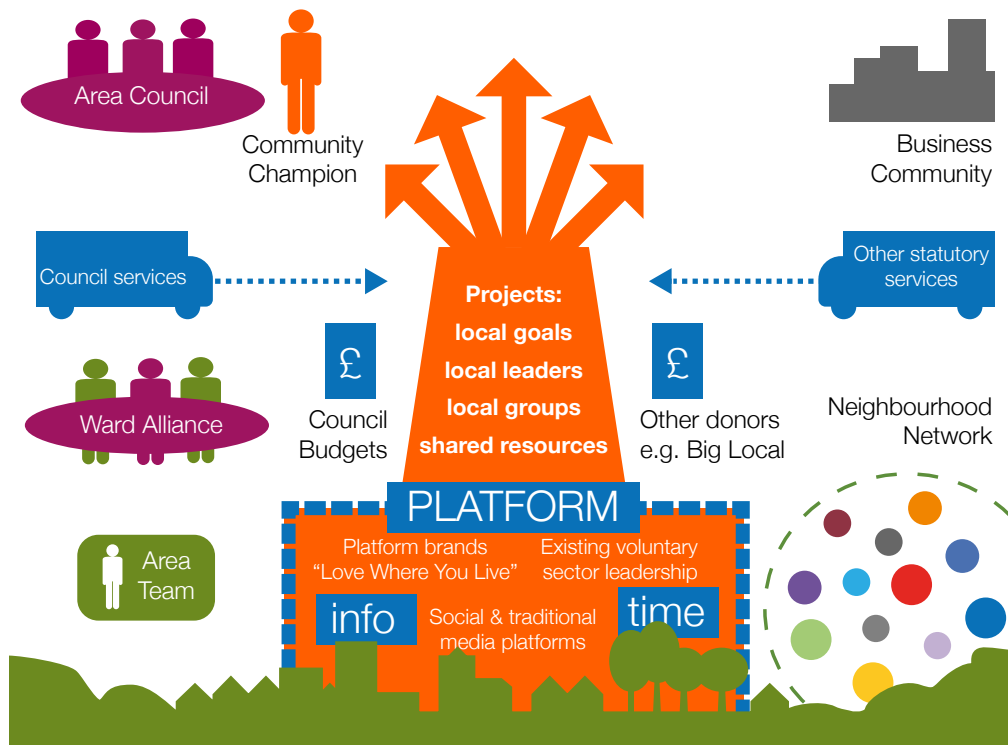 Area Council
Community
Champion
Business
Community
Council services
Other statutory
services
Projects:
local goals
local leaders
local groups
shared resources
£
Council
Budgets
£
Other donors
e.g. Big Local
Ward Alliance
Neighbourhood
Network
PLATFORM
Platform brands
“Love Where You Live”
Existing voluntary
sector leadership
Area
Team
info
Social & traditional
media platforms
time